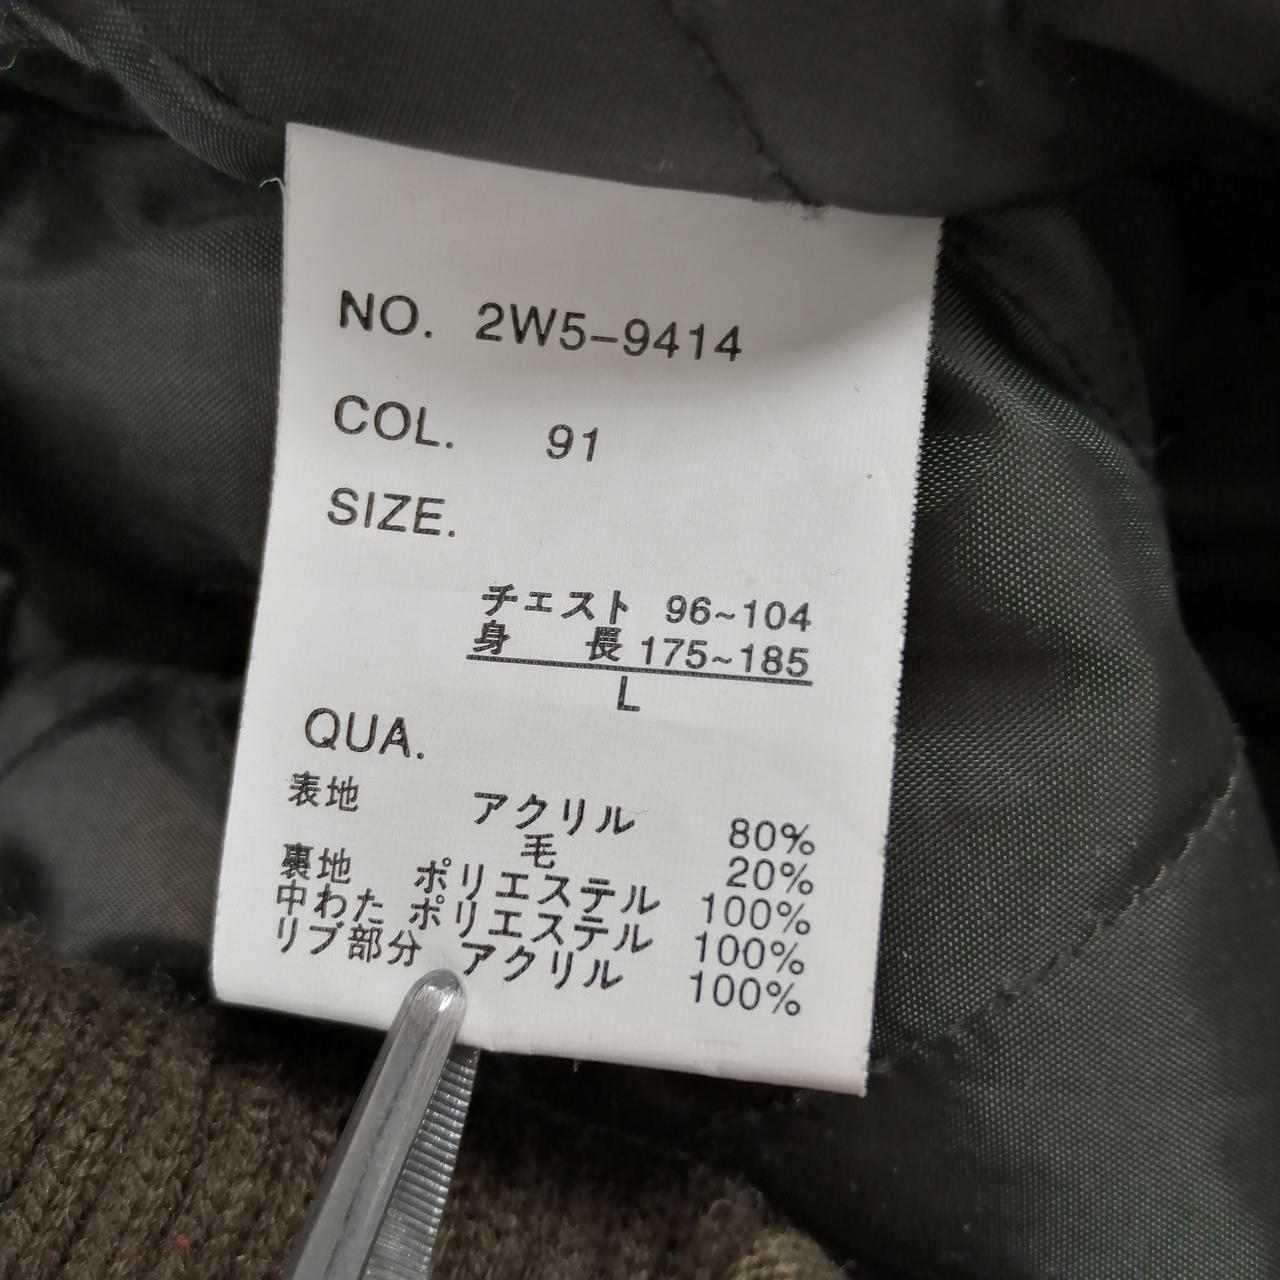 NO. 2W5-9414
COL. 91
SIZE.
チェスト 96~104
身 長 175~185
L
QUA.
表地 アクリル 80%
毛 20%
裏地 ポリエステル 100%
中わた ポリエステル 100%
リブ部分 アクリル 100%